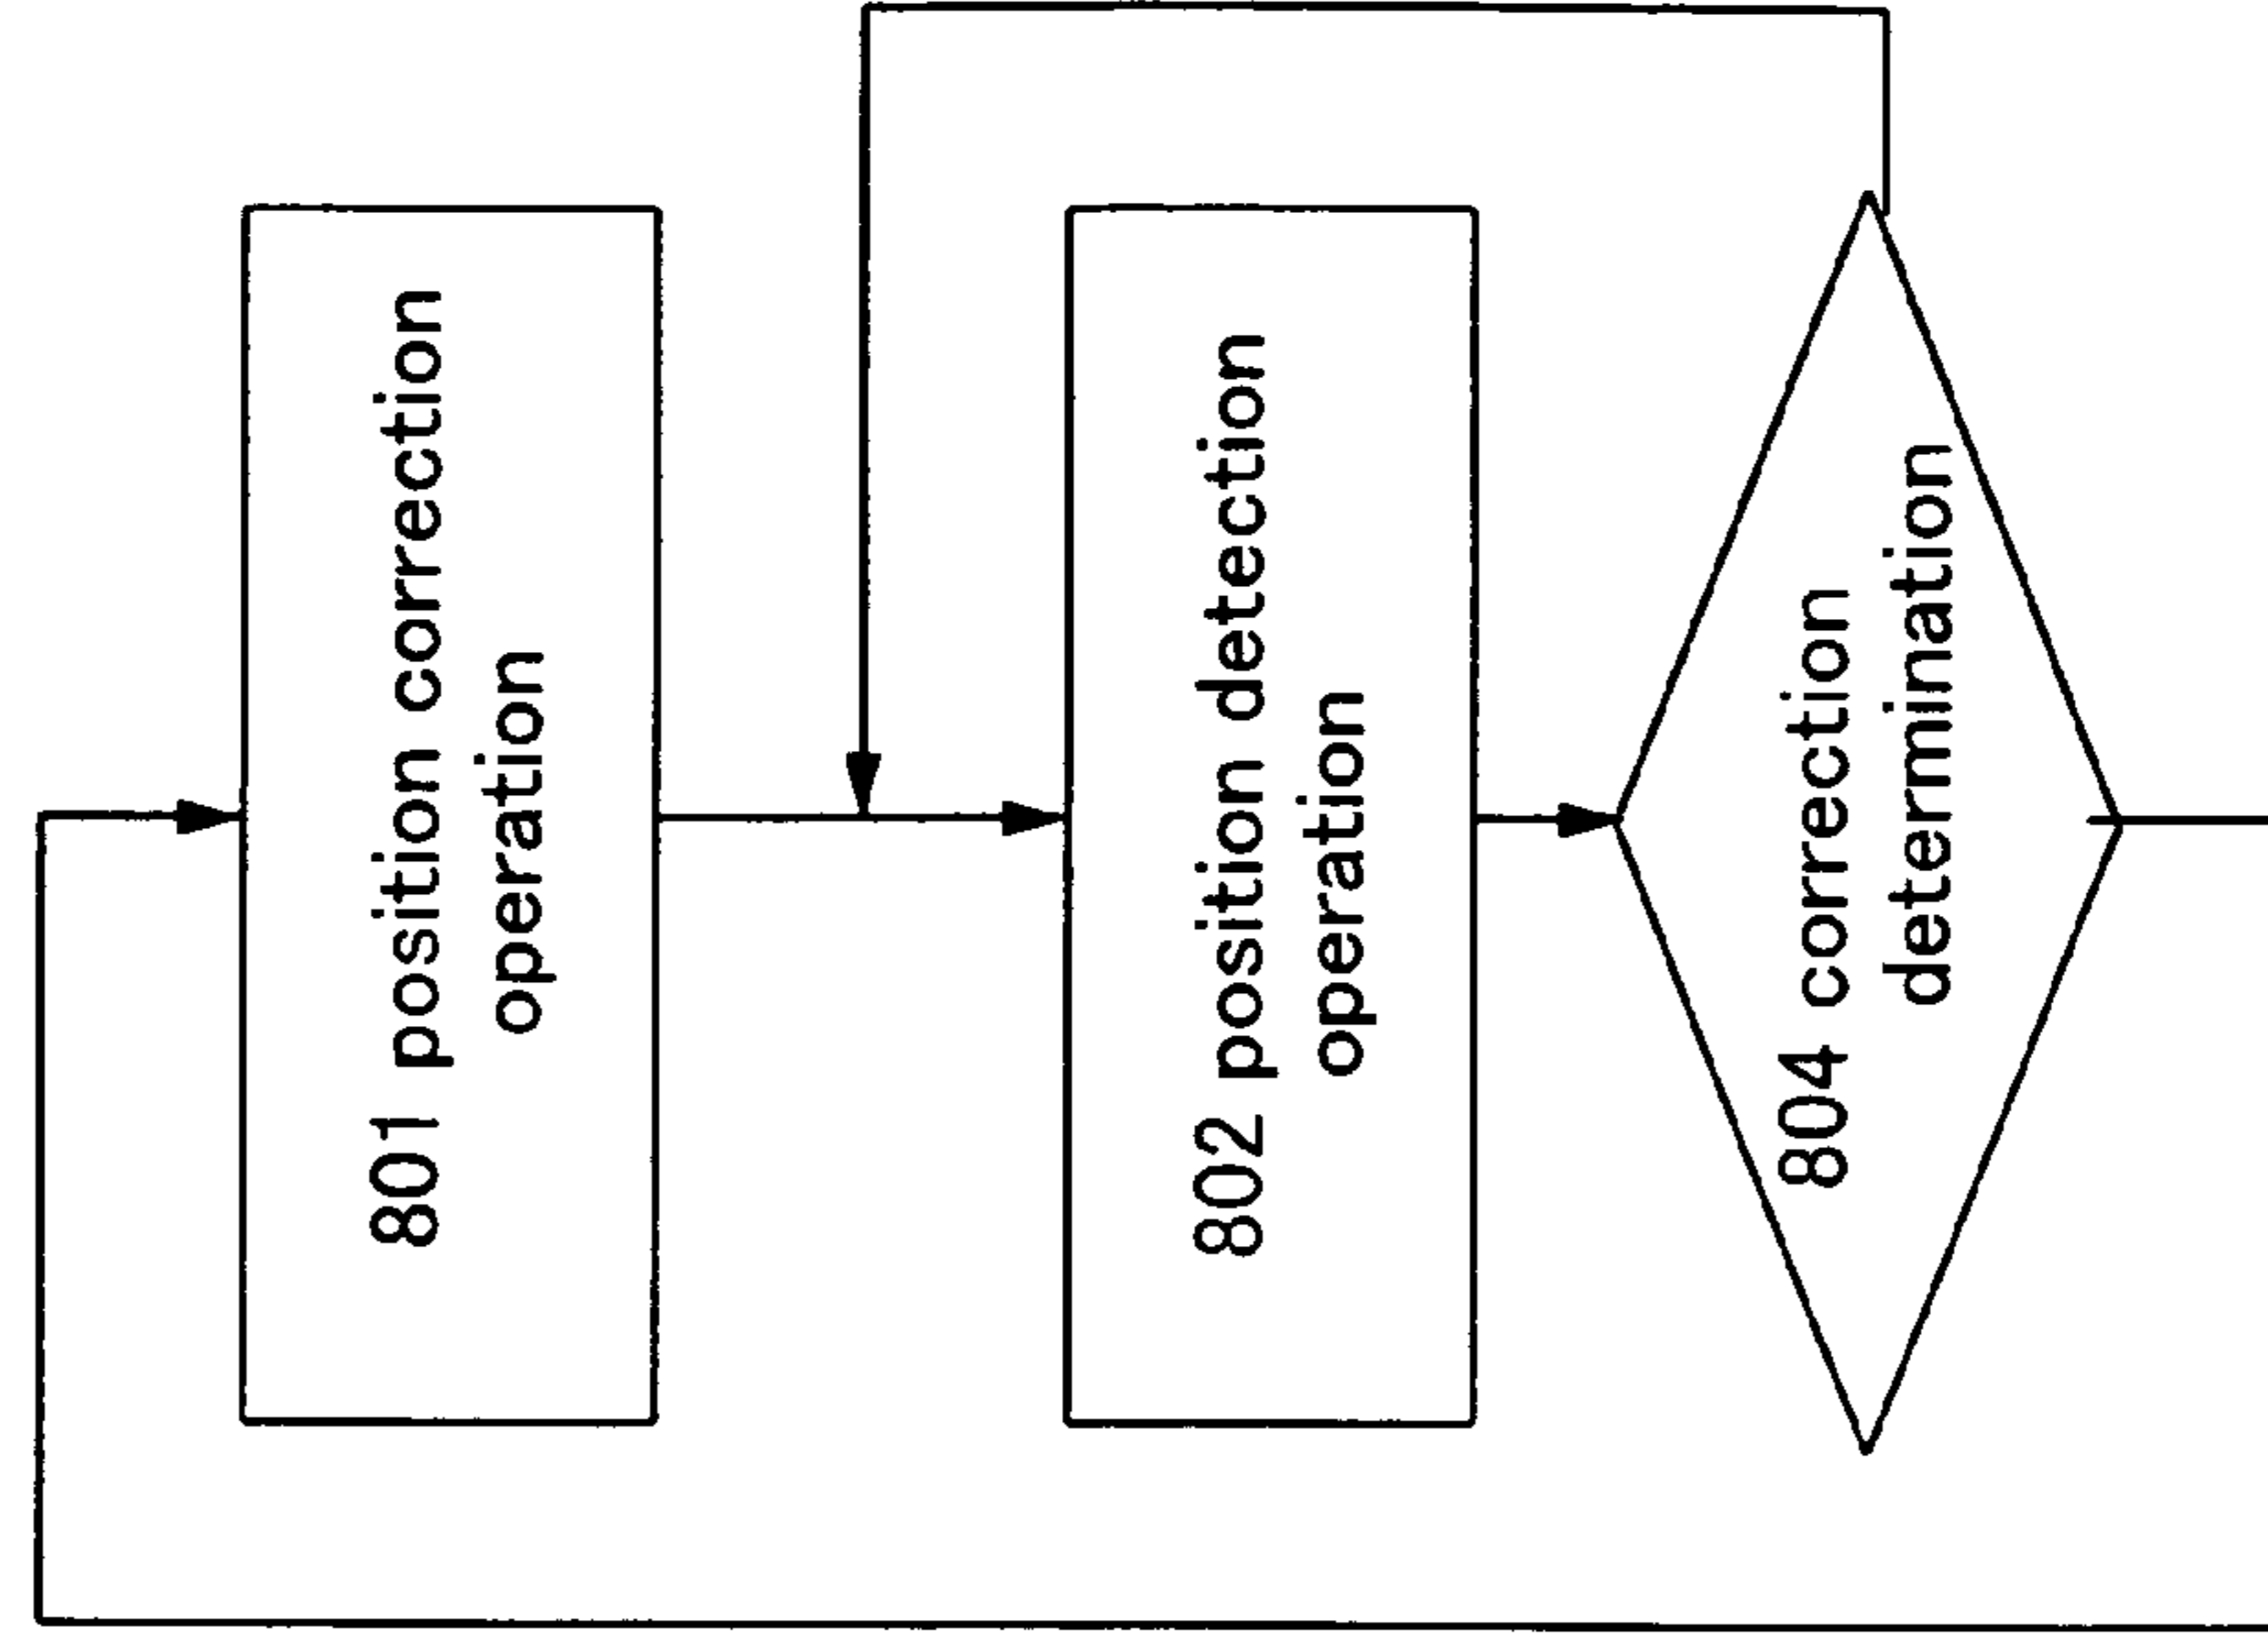 801 position correction
operation
802 position detection
operation
804 correction
determination